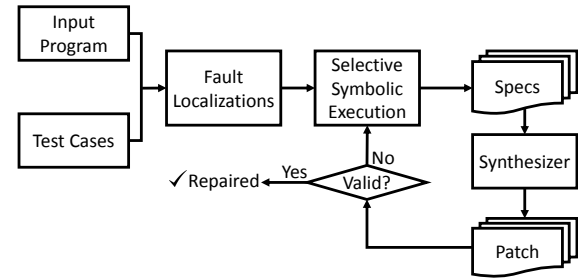 Input
Program
Test Cases
Fault
Localizations
Selective
Symbolic
Execution
Specs
Synthesizer
Patch
Valid?
No
Yes
✓Repaired